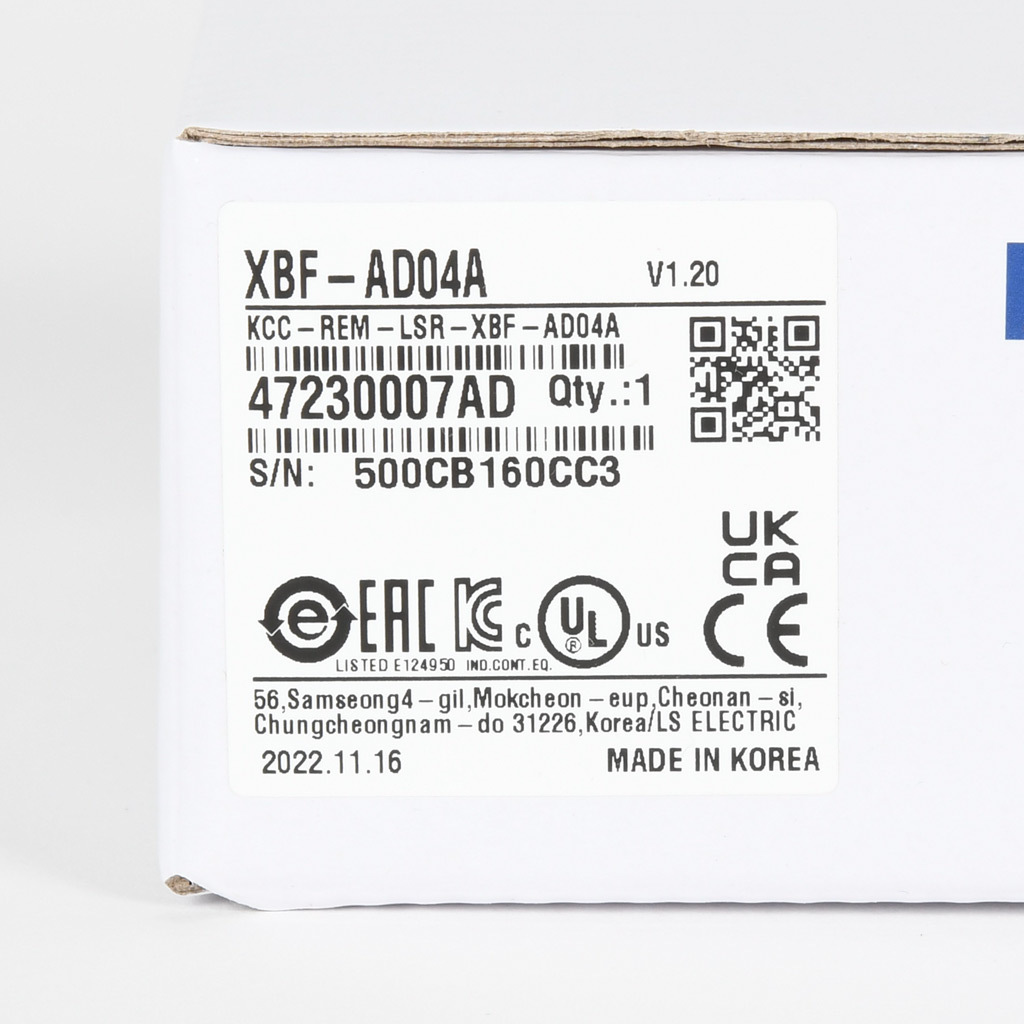 XBF-AD04A V1.20
KCC-REM-LSR-XBF-AD04A
47230007AD Qty.:1
S/N: 500CB160CC3
UK
CA
e EAC KC c UL ® US CE
LISTED E124950 IND.CONT.EQ.
56,Samseong4-gil,Mokcheon-eup,Cheonan-si,
Chungcheongnam-do 31226,Korea/LS ELECTRIC
2022.11.16 MADE IN KOREA